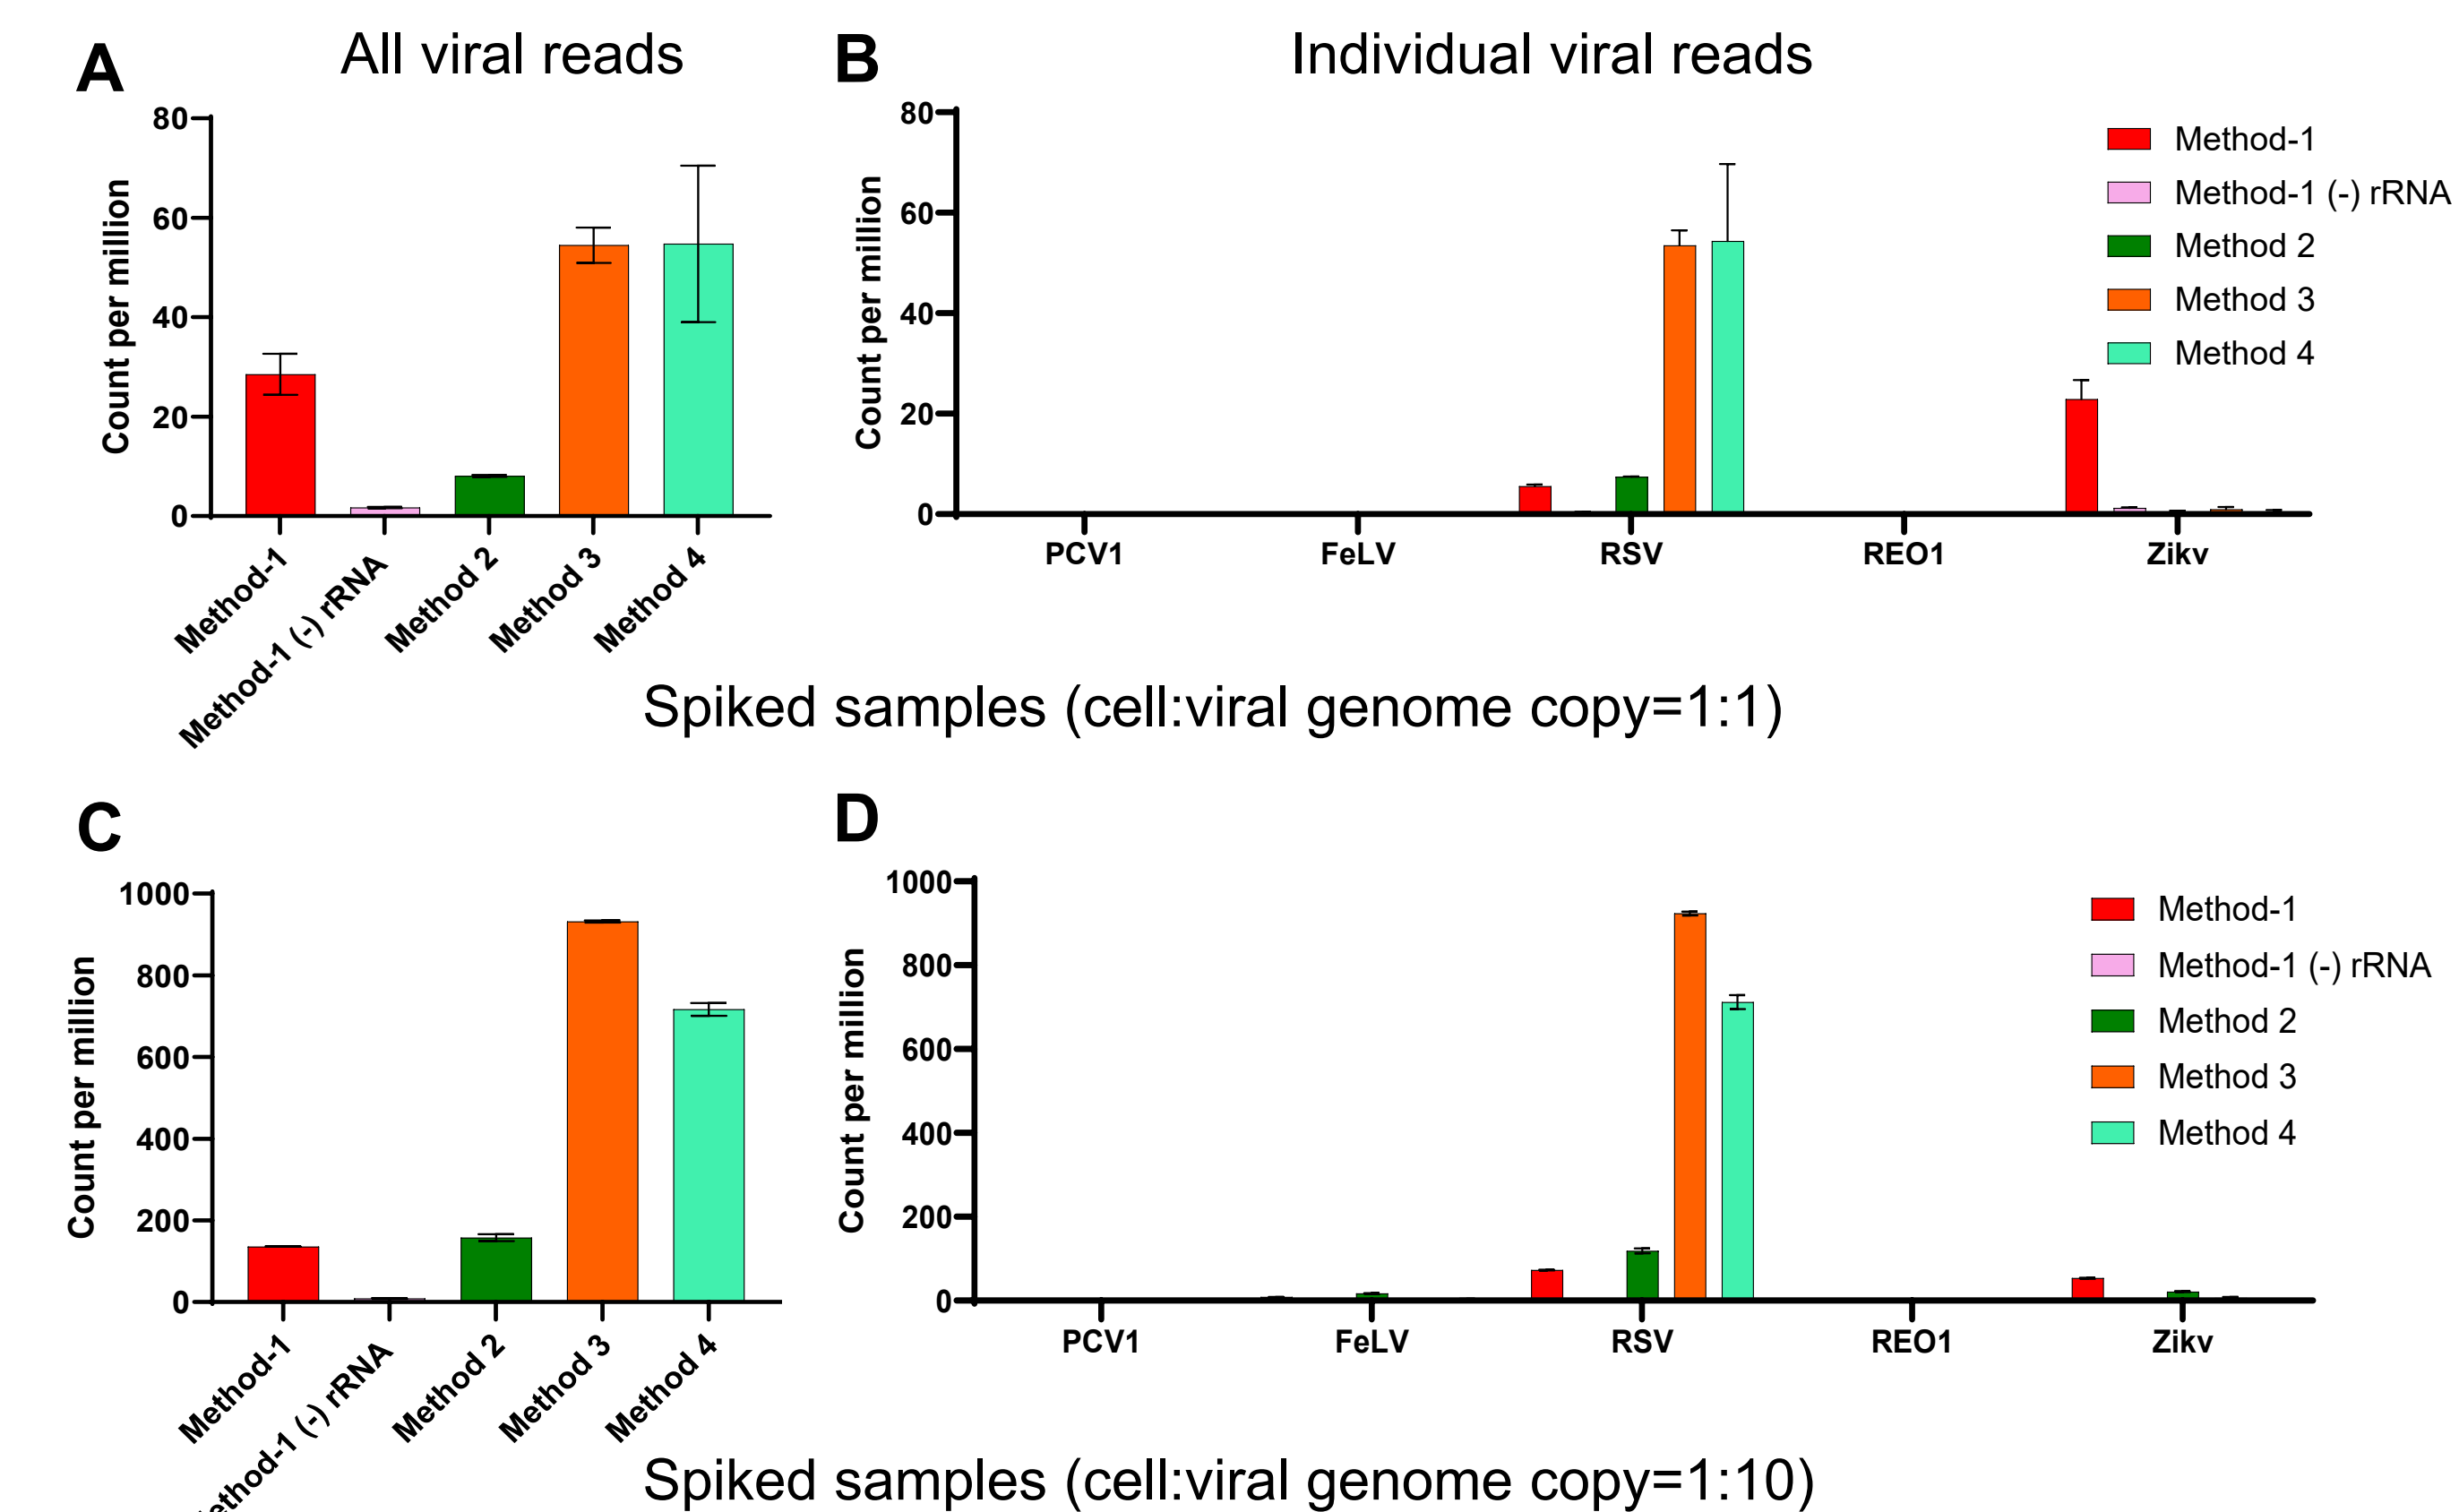 A
All viral reads
Count per million
80
60
40
20
0
Method-1
Method-1 (-) rRNA
Method 2
Method 3
Method 4
B
Individual viral reads
Count per million
80
60
40
20
0
PCV1
FeLV
RSV
REO1
Zikv
Method-1
Method-1 (-) rRNA
Method 2
Method 3
Method 4
Spiked samples (cell:viral genome copy=1:1)
C
Count per million
1000
800
600
400
200
0
Method-1
Method-1 (-) rRNA
Method 2
Method 3
Method 4
D
Count per million
1000
800
600
400
200
0
PCV1
FeLV
RSV
REO1
Zikv
Method-1
Method-1 (-) rRNA
Method 2
Method 3
Method 4
Spiked samples (cell:viral genome copy=1:10)